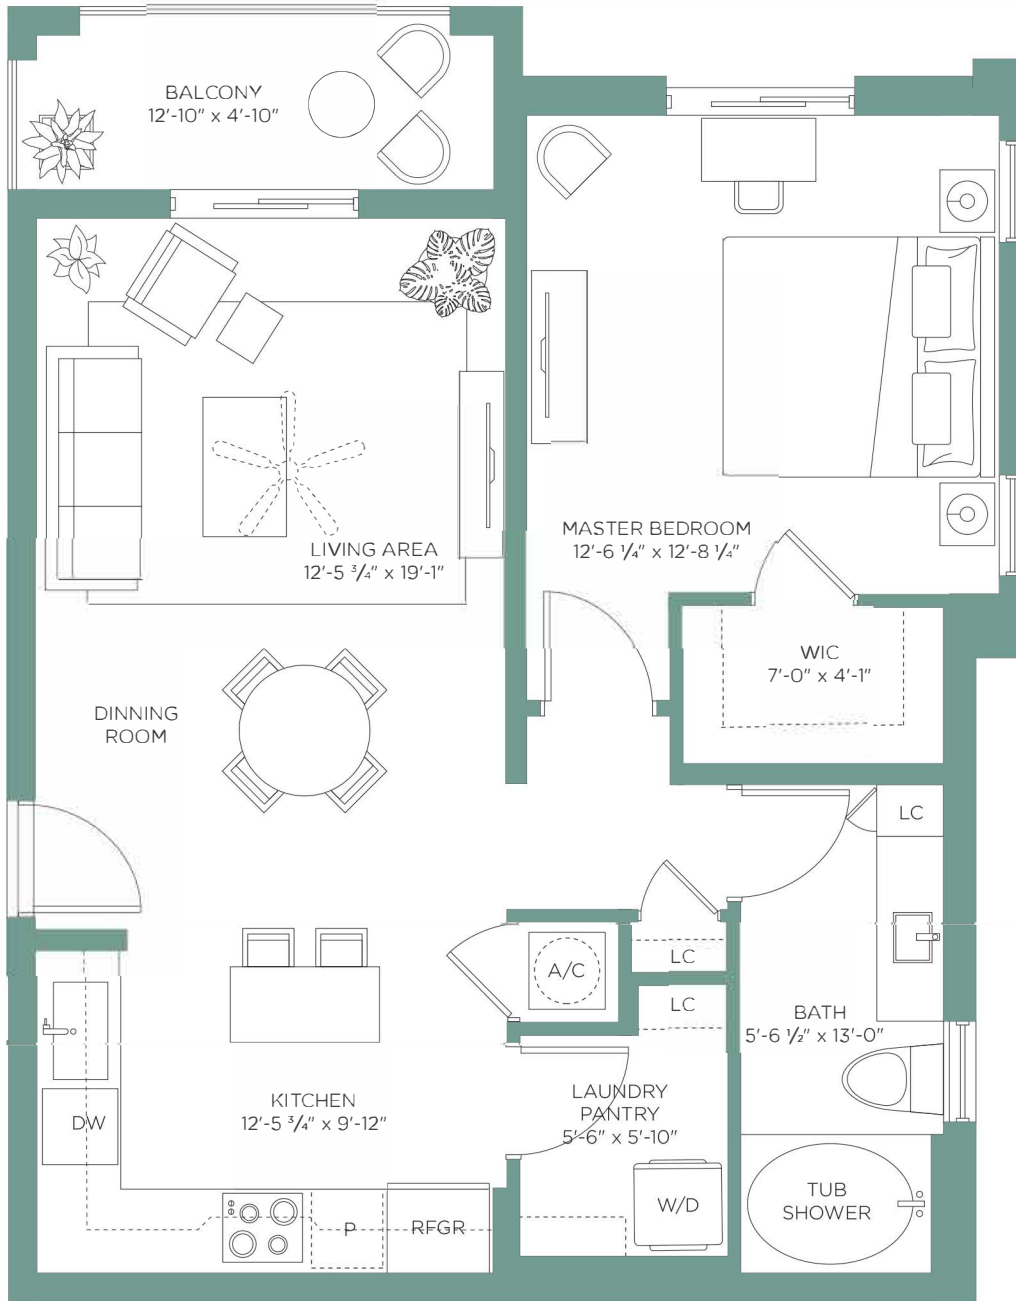 BALCONY
12'-10" x 4'-10"
LIVING AREA
12'-5 ¾" x 19'-1"
MASTER BEDROOM
12'-6 ¼" x 12'-8 ¼"
WIC
7'-0" x 4'-1"
DINNING
ROOM
LC
A/C
LC
LC
BATH
5'-6 ½" x 13'-0"
KITCHEN
12'-5 ¾" x 9'-12"
LAUNDRY
PANTRY
5'-6" x 5'-10"
DW
TUB
SHOWER
W/D
P
RFGR